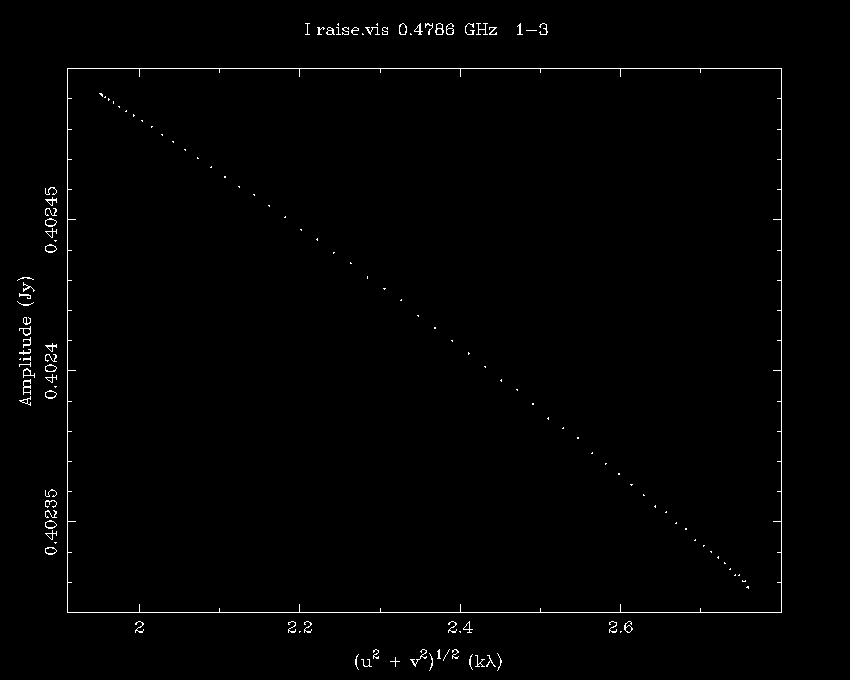 I raise.vis 0.4786 GHz 1-3
0.40245
0.4024
0.40235
Amplitude (Jy)
2 2.2 2.4 2.6
(u² + v²)^1/2 (kλ)